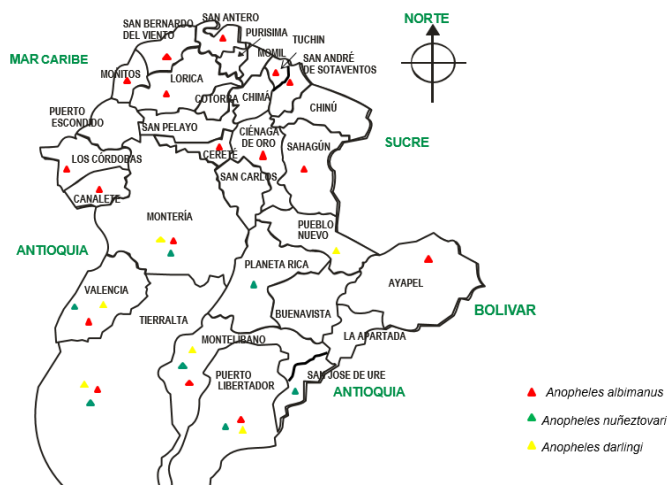 SAN ANTERO
NORTE
SAN BERNARDO
DEL VIENTO
PURISIMA
TUCHIN
MOMIL
SAN ANDRÉ
DE SOTAVENTOS
MAR CARIBE
MONITOS
LORICA
COTORRA
CHIMÁ
CHINÚ
PUERTO
ESCONDIDO
SAN PELAYO
CIÉNAGA
DE ORO
SUCRE
SAHAGÚN
CERETÉ
LOS CÓRDOBAS
SAN CARLOS
CANALETE
MONTERÍA
PUEBLO
NUEVO
ANTIOQUIA
PLANETA RICA
AYAPEL
VALENCIA
BUENAVISTA
BOLIVAR
TIERRALTA
LA APARTADA
MONTELIBANO
PUERTO
LIBERTADOR
SAN JOSE DE URE
ANTIOQUIA
Anopheles albimanus
Anopheles nuñeztovari
Anopheles darlingi